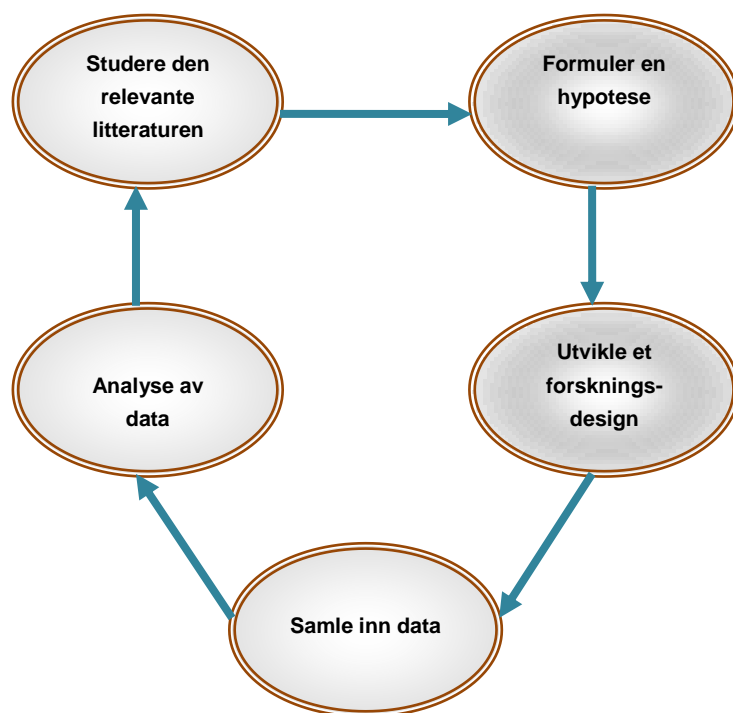 Studere den
relevante
litteraturen
Formuler en
hypotese
Utvikle et
forsknings-
design
Samle inn data
Analyse av
data